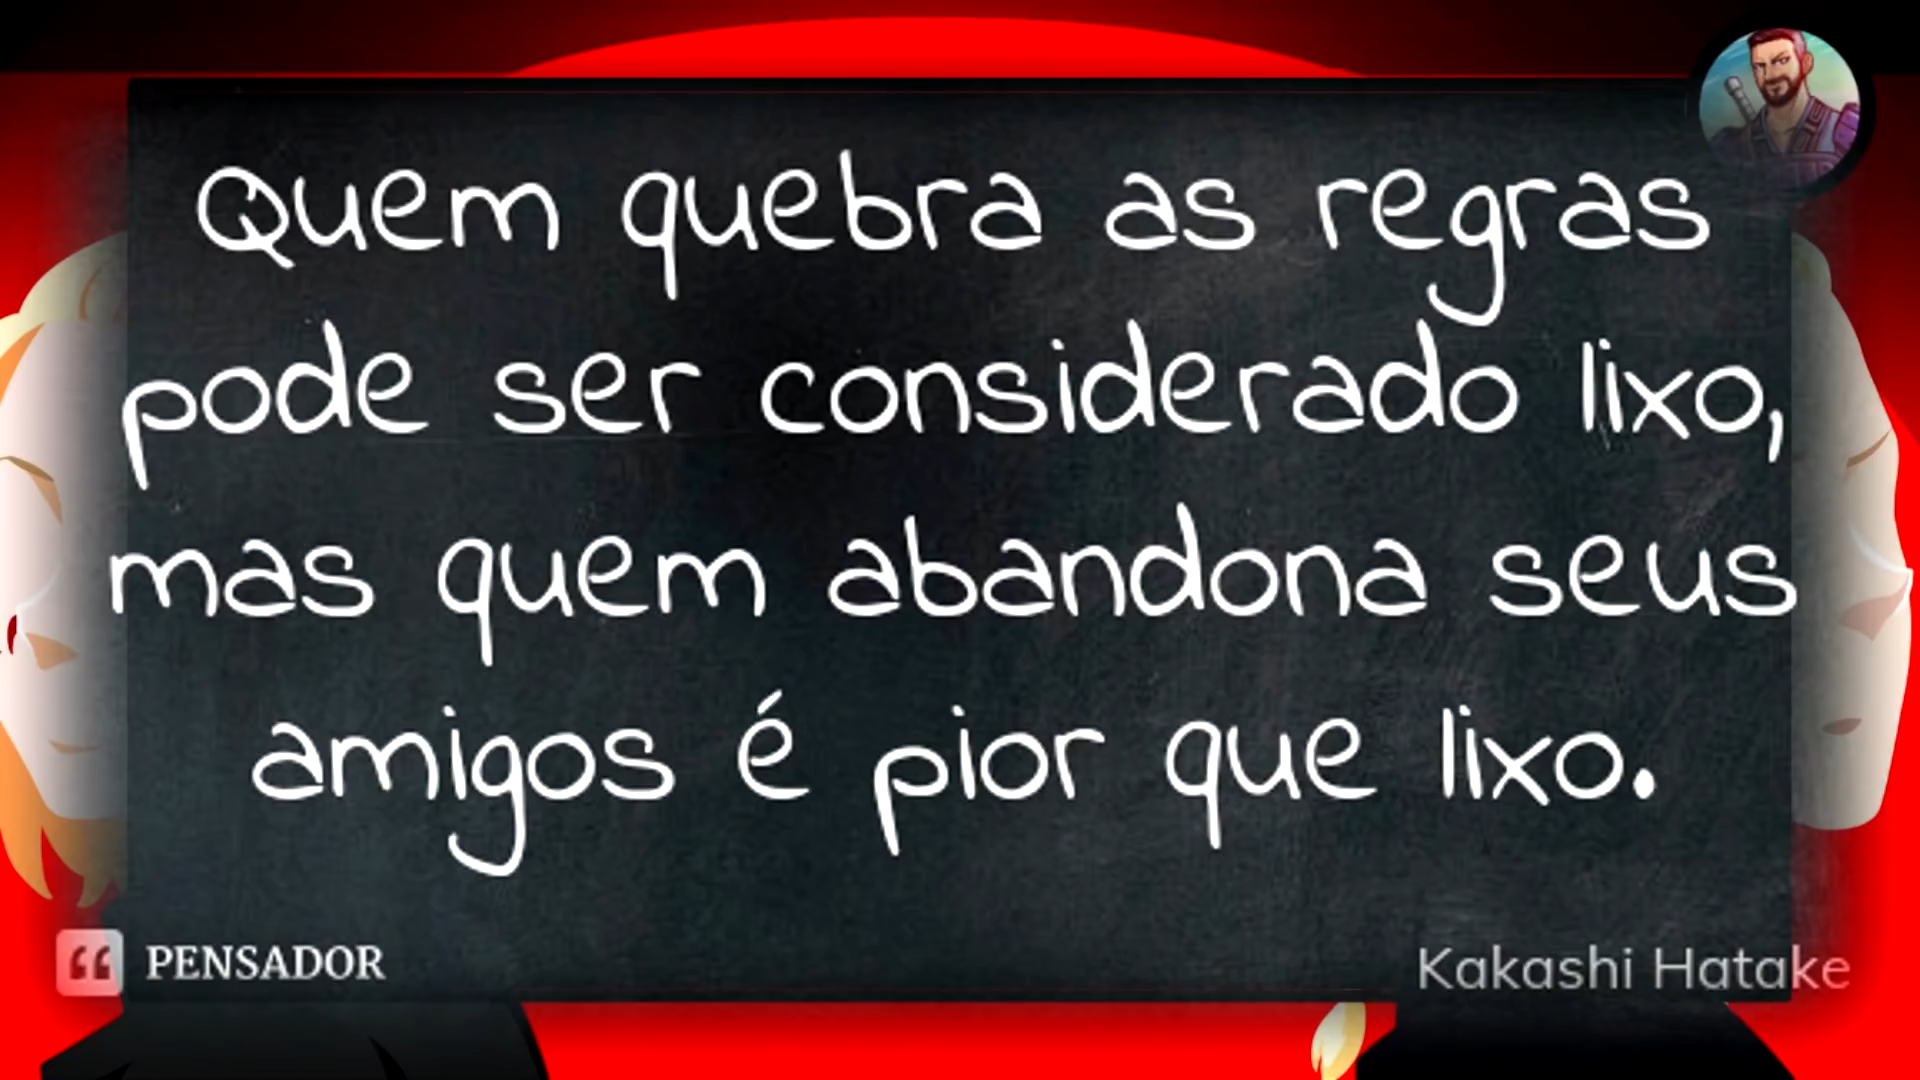 Quem quebra as regras
pode ser considerado lixo,
mas quem abandona seus
amigos é pior que lixo.
PENSADOR
Kakashi Hatake